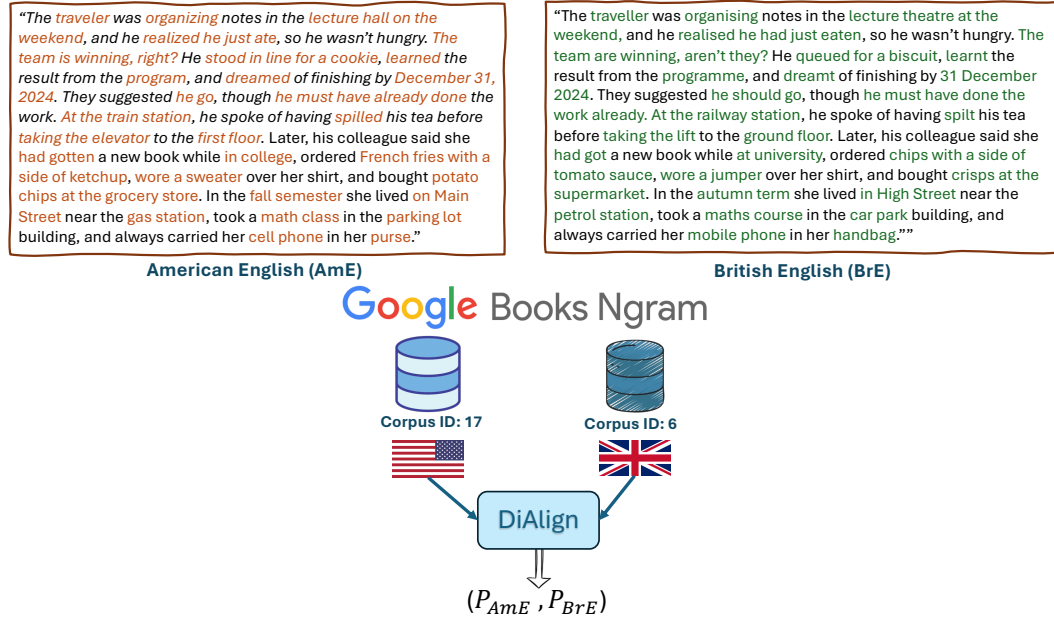 “The traveler was organizing notes in the lecture hall on the
weekend, and he realized he just ate, so he wasn’t hungry. The
team is winning, right? He stood in line for a cookie, learned the
result from the program, and dreamed of finishing by December 31,
2024. They suggested he go, though he must have already done the
work. At the train station, he spoke of having spilled his tea before
taking the elevator to the first floor. Later, his colleague said she
had gotten a new book while in college, ordered French fries with a
side of ketchup, wore a sweater over her shirt, and bought potato
chips at the grocery store. In the fall semester she lived on Main
Street near the gas station, took a math class in the parking lot
building, and always carried her cell phone in her purse.”
American English (AmE)
“The traveller was organising notes in the lecture theatre at the
weekend, and he realised he had just eaten, so he wasn’t hungry. The
team are winning, aren’t they? He queued for a biscuit, learnt the
result from the programme, and dreamt of finishing by 31 December
2024. They suggested he should go, though he must have done the
work already. At the railway station, he spoke of having spilt his tea
before taking the lift to the ground floor. Later, his colleague said she
had got a new book while at university, ordered chips with a side of
tomato sauce, wore a jumper over her shirt, and bought crisps at the
supermarket. In the autumn term she lived in High Street near the
petrol station, took a maths course in the car park building, and
always carried her mobile phone in her handbag.””
British English (BrE)
Google Books Ngram
Corpus ID: 17
Corpus ID: 6
DiAlign
(P_AmE , P_BrE)